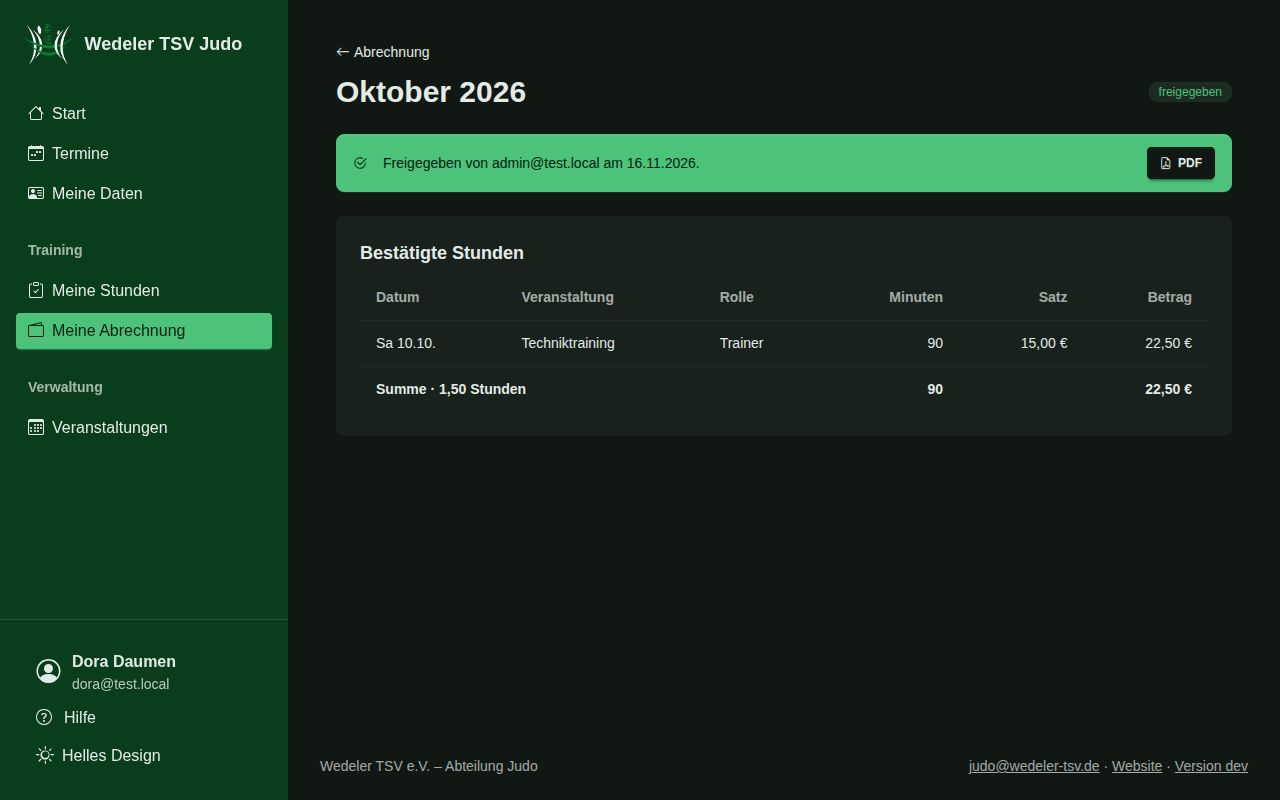 Wedeler TSV Judo
Start
Termine
Meine Daten
Training
Meine Stunden
Meine Abrechnung
Verwaltung
Veranstaltungen
Dora Daumen
dora@test.local
Hilfe
Helles Design
← Abrechnung
Oktober 2026
freigegeben
Freigegeben von admin@test.local am 16.11.2026.
PDF
Bestätigte Stunden
Datum Veranstaltung Rolle Minuten Satz Betrag
Sa 10.10. Techniktraining Trainer 90 15,00 € 22,50 €
Summe · 1,50 Stunden 90 22,50 €
Wedeler TSV e.V. – Abteilung Judo
judo@wedeler-tsv.de · Website · Version dev